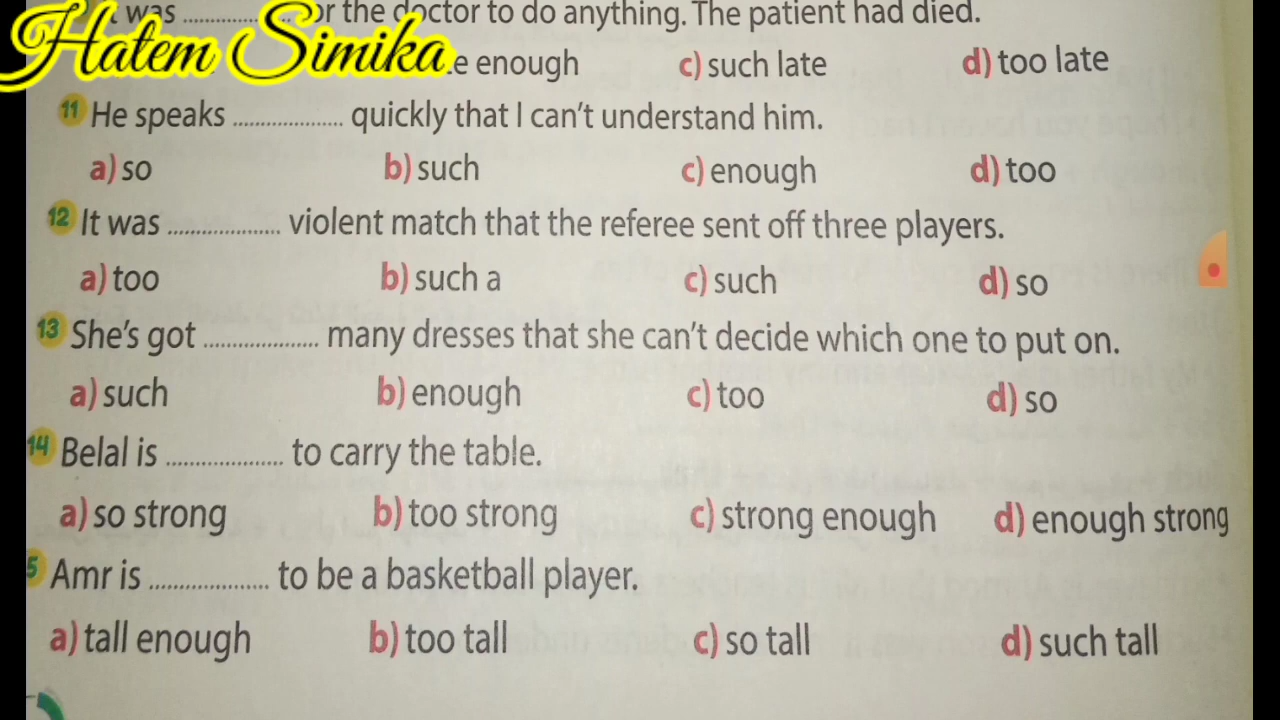 was .................. or the doctor to do anything. The patient had died.
Hatem Simika
e enough c) such late d) too late
11 He speaks .................. quickly that I can't understand him.
a) so b) such c) enough d) too
12 It was .................. violent match that the referee sent off three players.
a) too b) such a c) such d) so
13 She's got .................. many dresses that she can't decide which one to put on.
a) such b) enough c) too d) so
14 Belal is .................. to carry the table.
a) so strong b) too strong c) strong enough d) enough strong
5 Amr is .................. to be a basketball player.
a) tall enough b) too tall c) so tall d) such tall